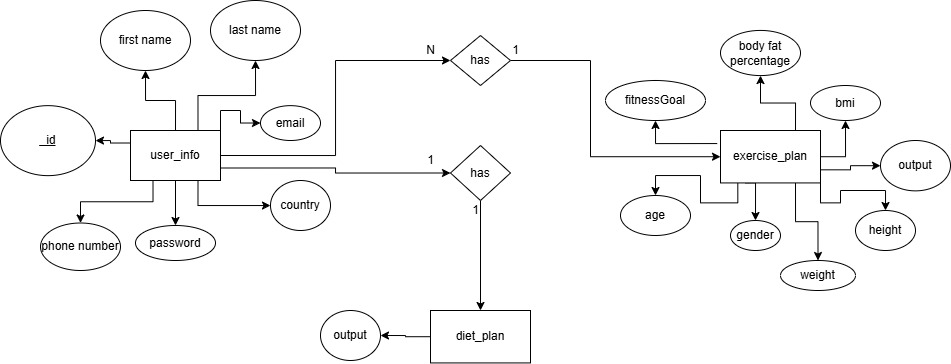 last name
first name
N
1
has
body fat
percentage
fitnessGoal
bmi
email
_id
user_info
exercise_plan
1
has
output
country
1
age
phone number
password
gender
height
weight
output
diet_plan